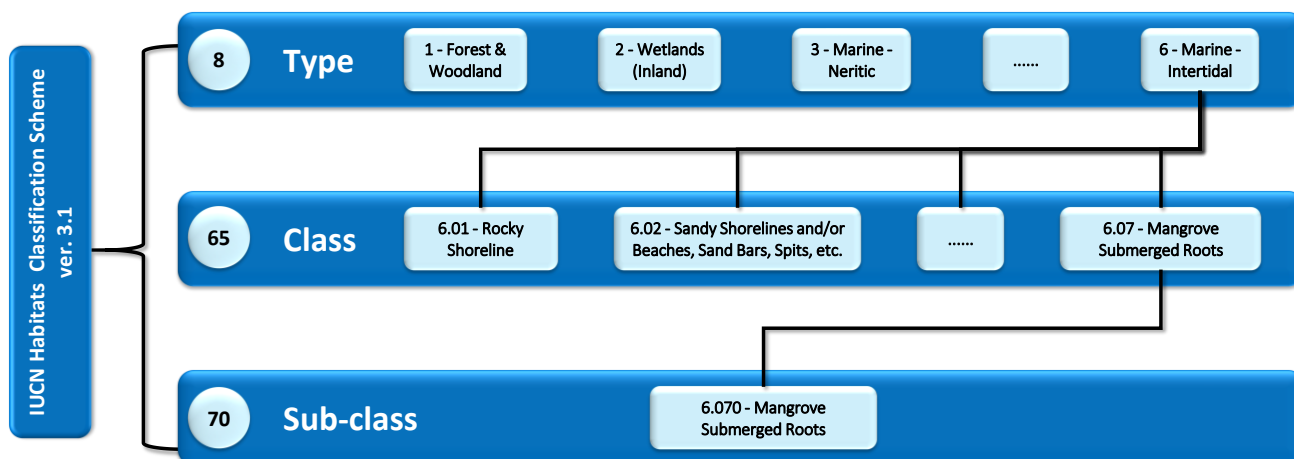 IUCN Habitats Classification Scheme
ver. 3.1
8
Type
1 - Forest &
Woodland
2 - Wetlands
(Inland)
3 - Marine -
Neritic
......
6 - Marine -
Intertidal
65
Class
6.01 - Rocky
Shoreline
6.02 - Sandy Shorelines and/or
Beaches, Sand Bars, Spits, etc.
......
6.07 - Mangrove
Submerged Roots
70
Sub-class
6.070 - Mangrove
Submerged Roots